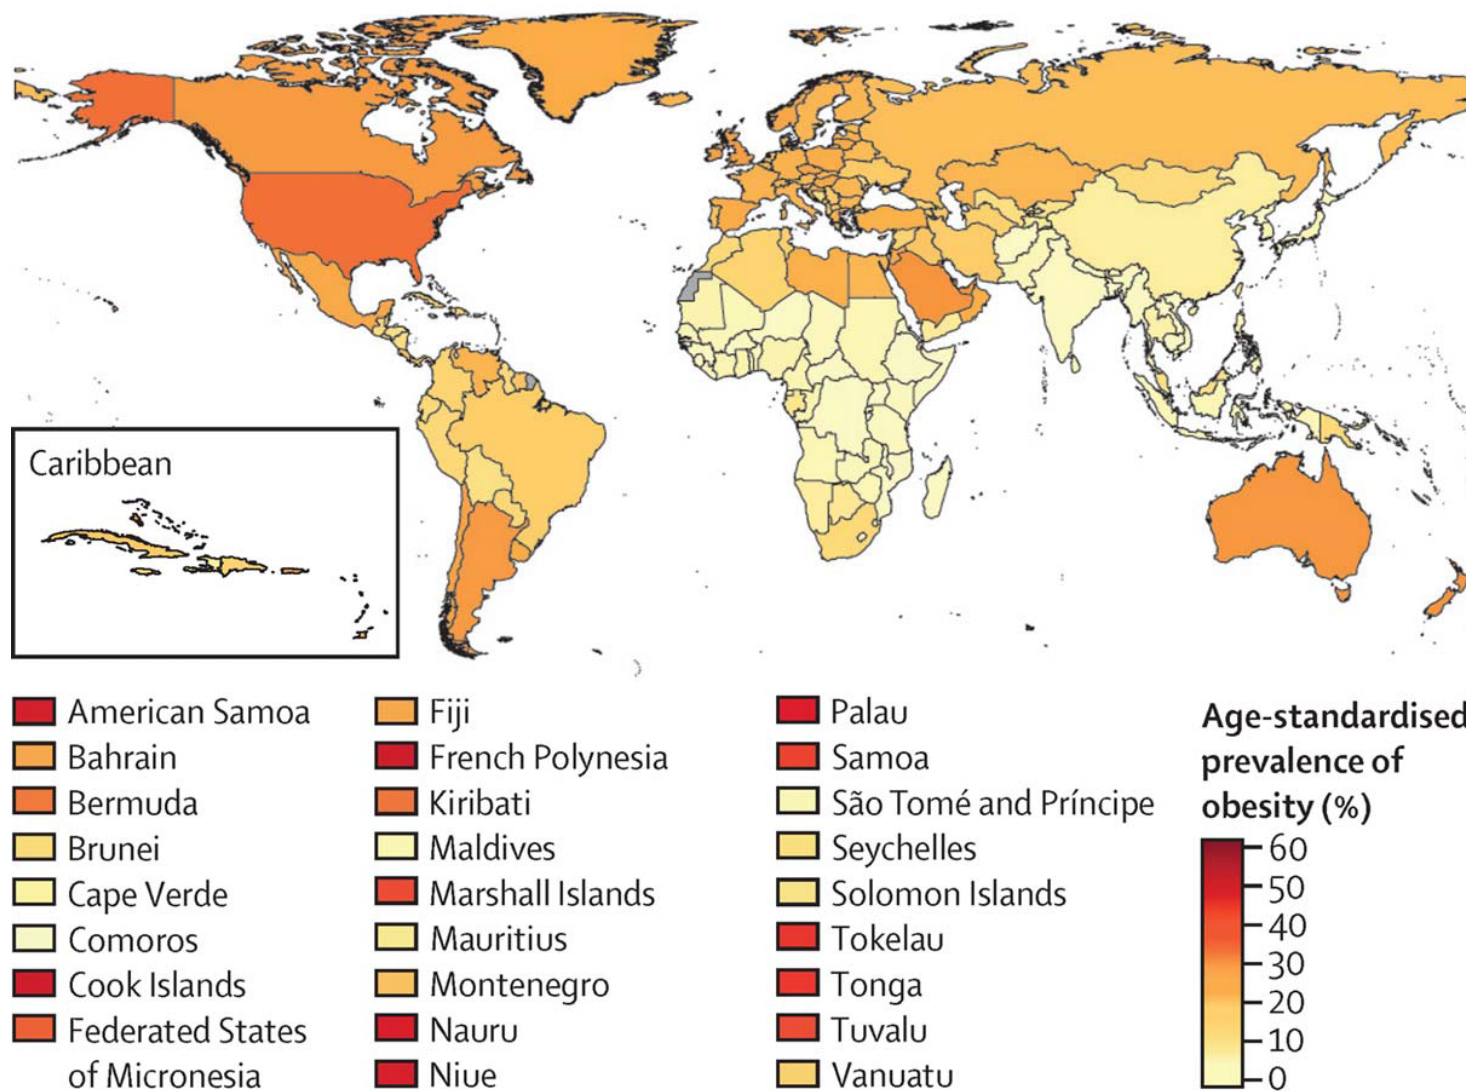 Caribbean
American Samoa
Bahrain
Bermuda
Brunei
Cape Verde
Comoros
Cook Islands
Federated States
of Micronesia
Fiji
French Polynesia
Kiribati
Maldives
Marshall Islands
Mauritius
Montenegro
Nauru
Niue
Palau
Samoa
São Tomé and Príncipe
Seychelles
Solomon Islands
Tokelau
Tonga
Tuvalu
Vanuatu
Age-standardised
prevalence of
obesity (%)
60
50
40
30
20
10
0